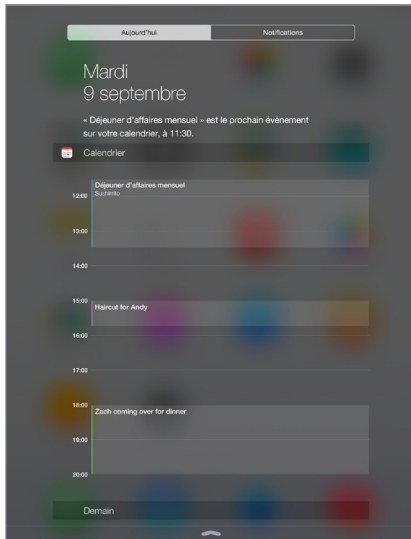 Aujourd'hui
Notifications
Mardi
9 septembre
« Déjeuner d'affaires mensuel » est le prochain événement
sur votre calendrier, à 11:30.
Calendrier
Déjeuner d'affaires mensuel
Sushirrito
12:00
13:00
14:00
15:00
Haircut for Andy
16:00
17:00
18:00
Zach coming over for dinner
19:00
20:00
Demain